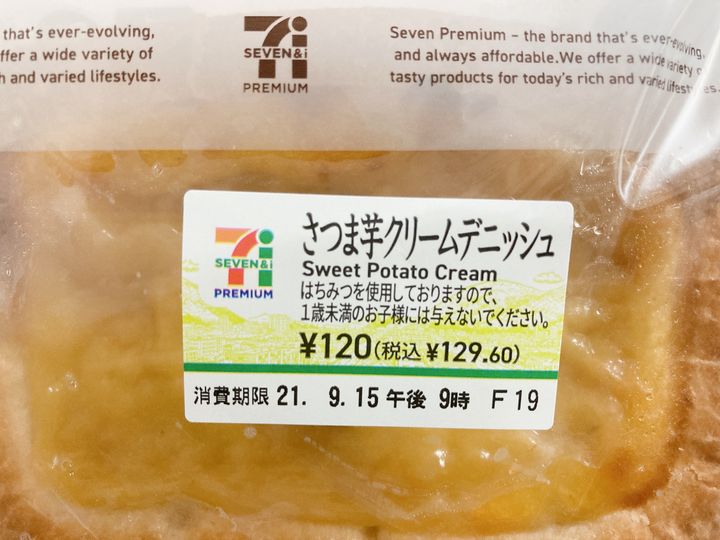 that's ever-evolving,
ffer a wide variety of
h and varied lifestyles.
SEVEN&i
PREMIUM
Seven Premium – the brand that's ever-evolving,
and always affordable.We offer a wide variety o
tasty products for today's rich and varied lifestyles.
SEVEN&i
PREMIUM
さつま芋クリームデニッシュ
Sweet Potato Cream
はちみつを使用しておりますので、
1歳未満のお子様には与えないでください。
¥120(税込¥129.60)
消費期限 21. 9.15午後 9時 F19